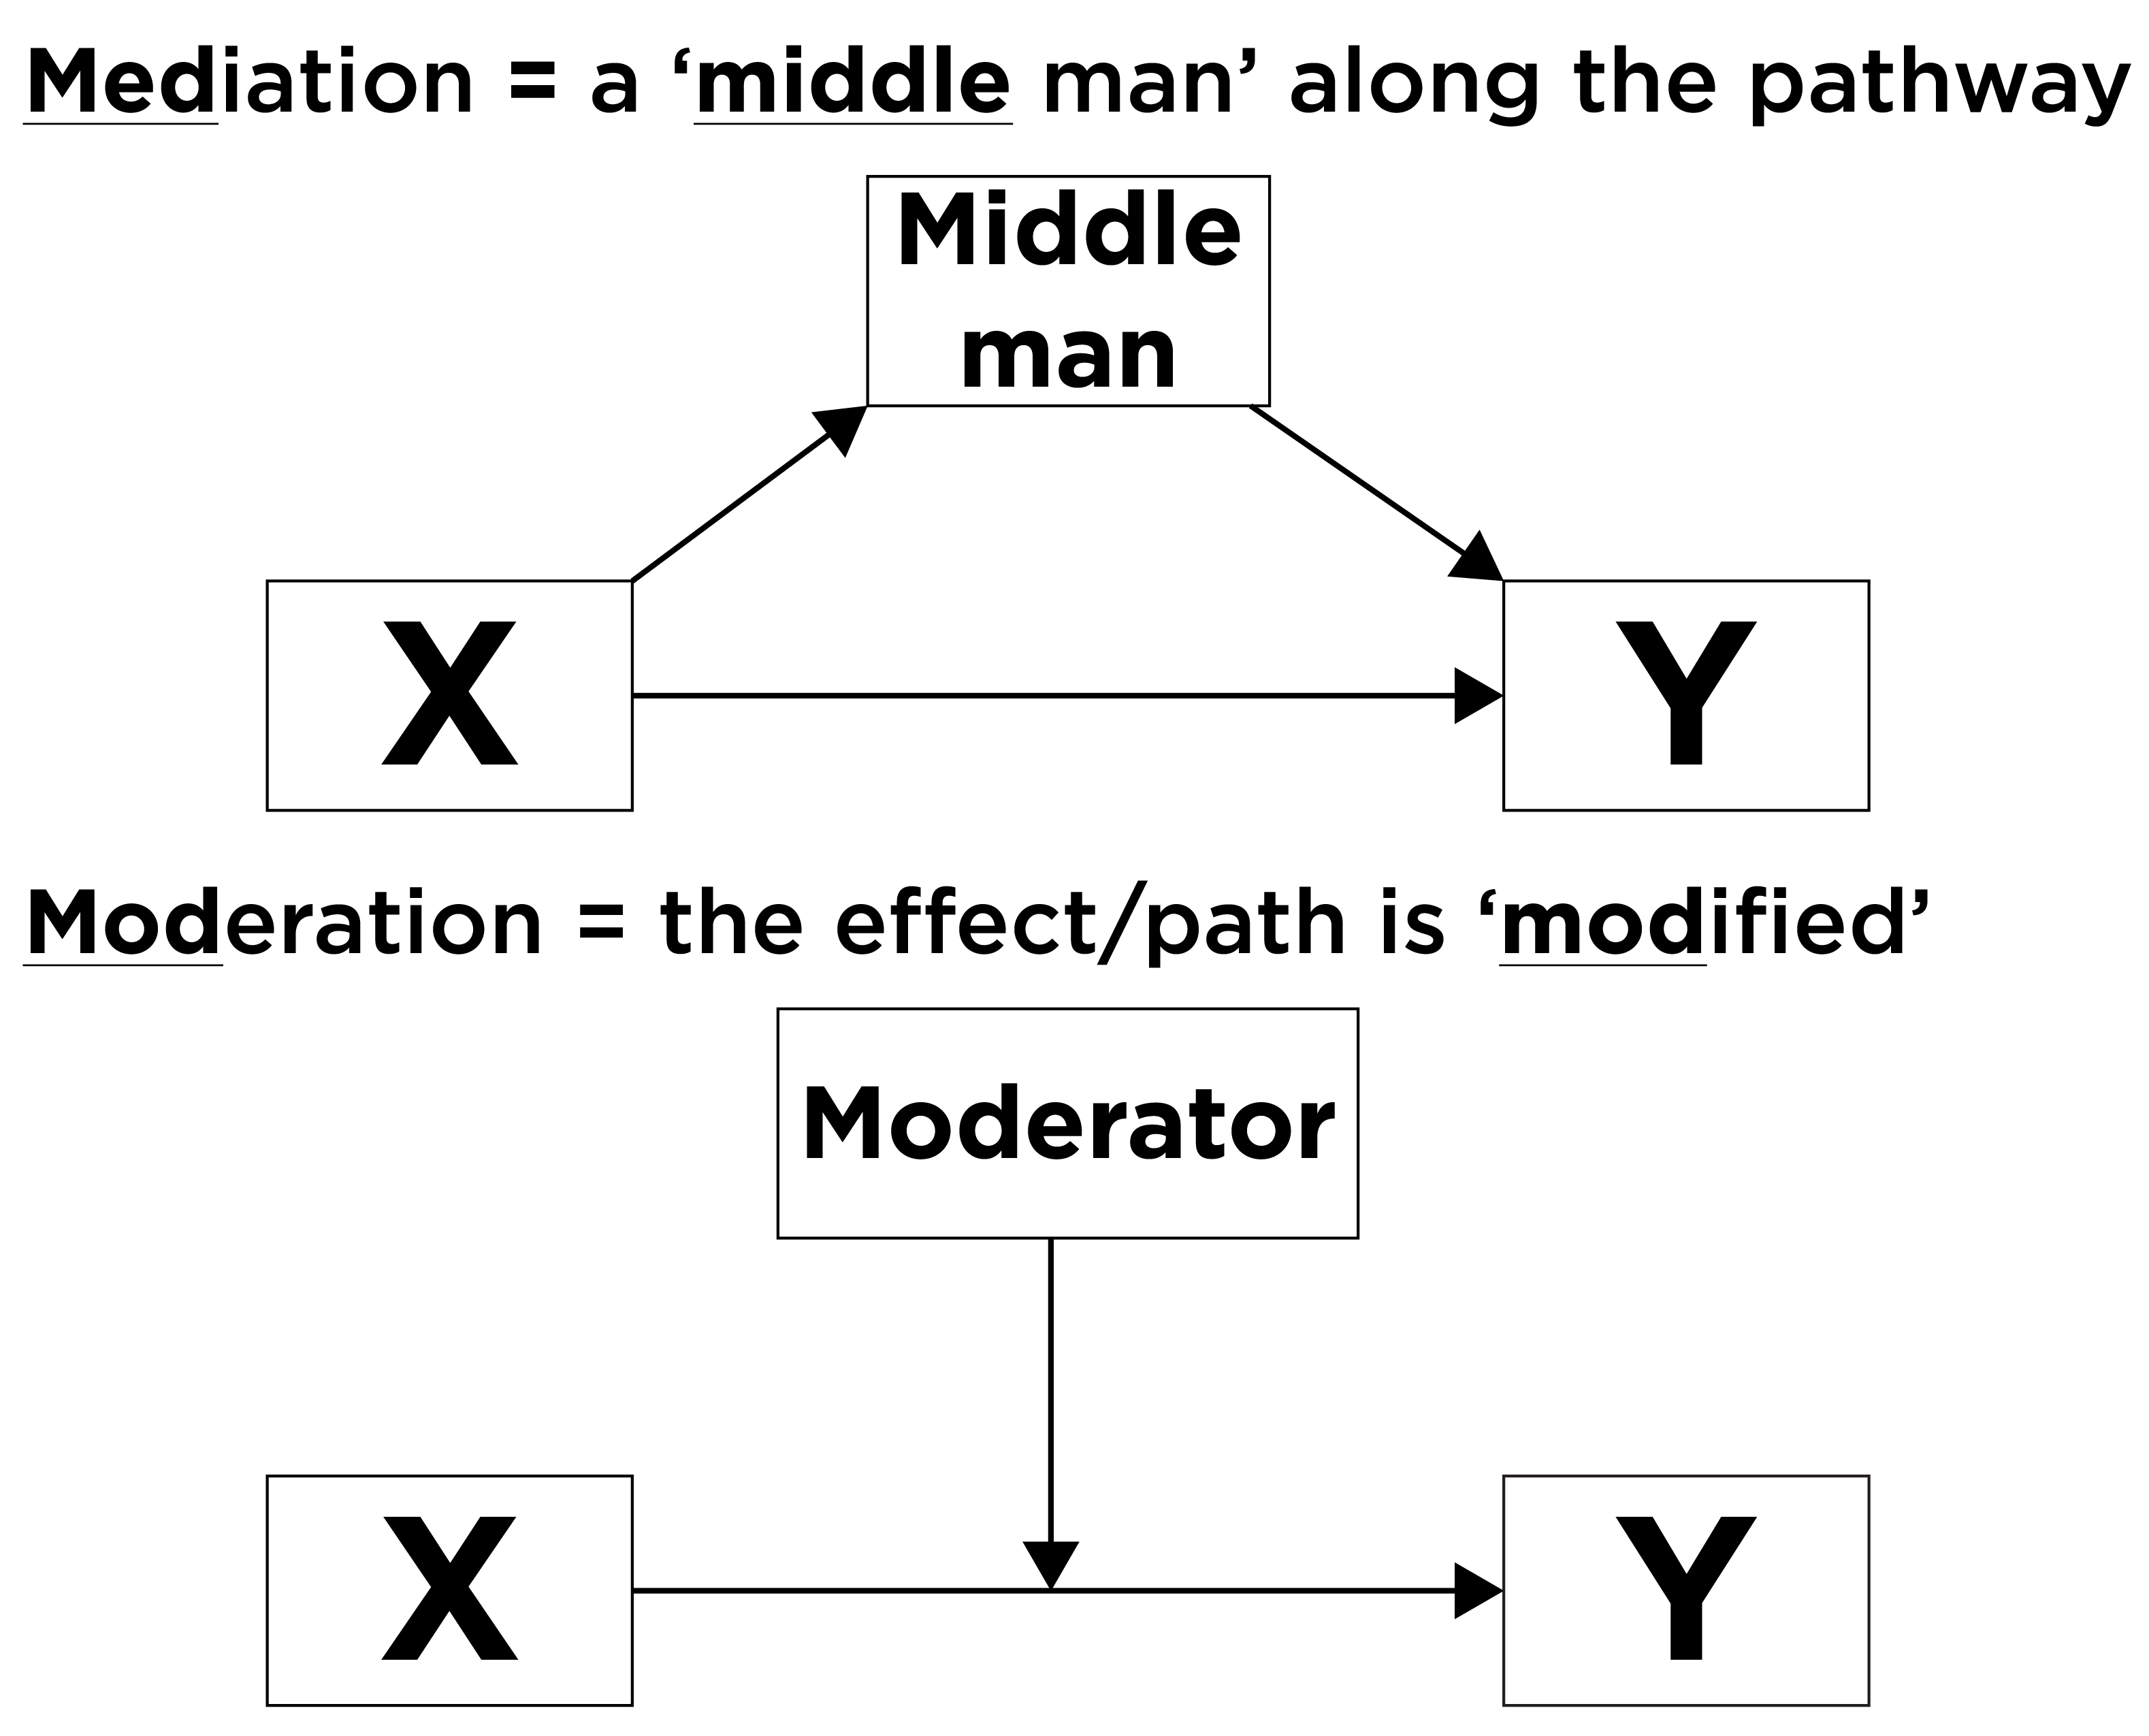 Mediation = a ‘middle man’ along the pathway
Middle
man
X
Y
Moderation = the effect/path is ‘modified’
Moderator
X
Y